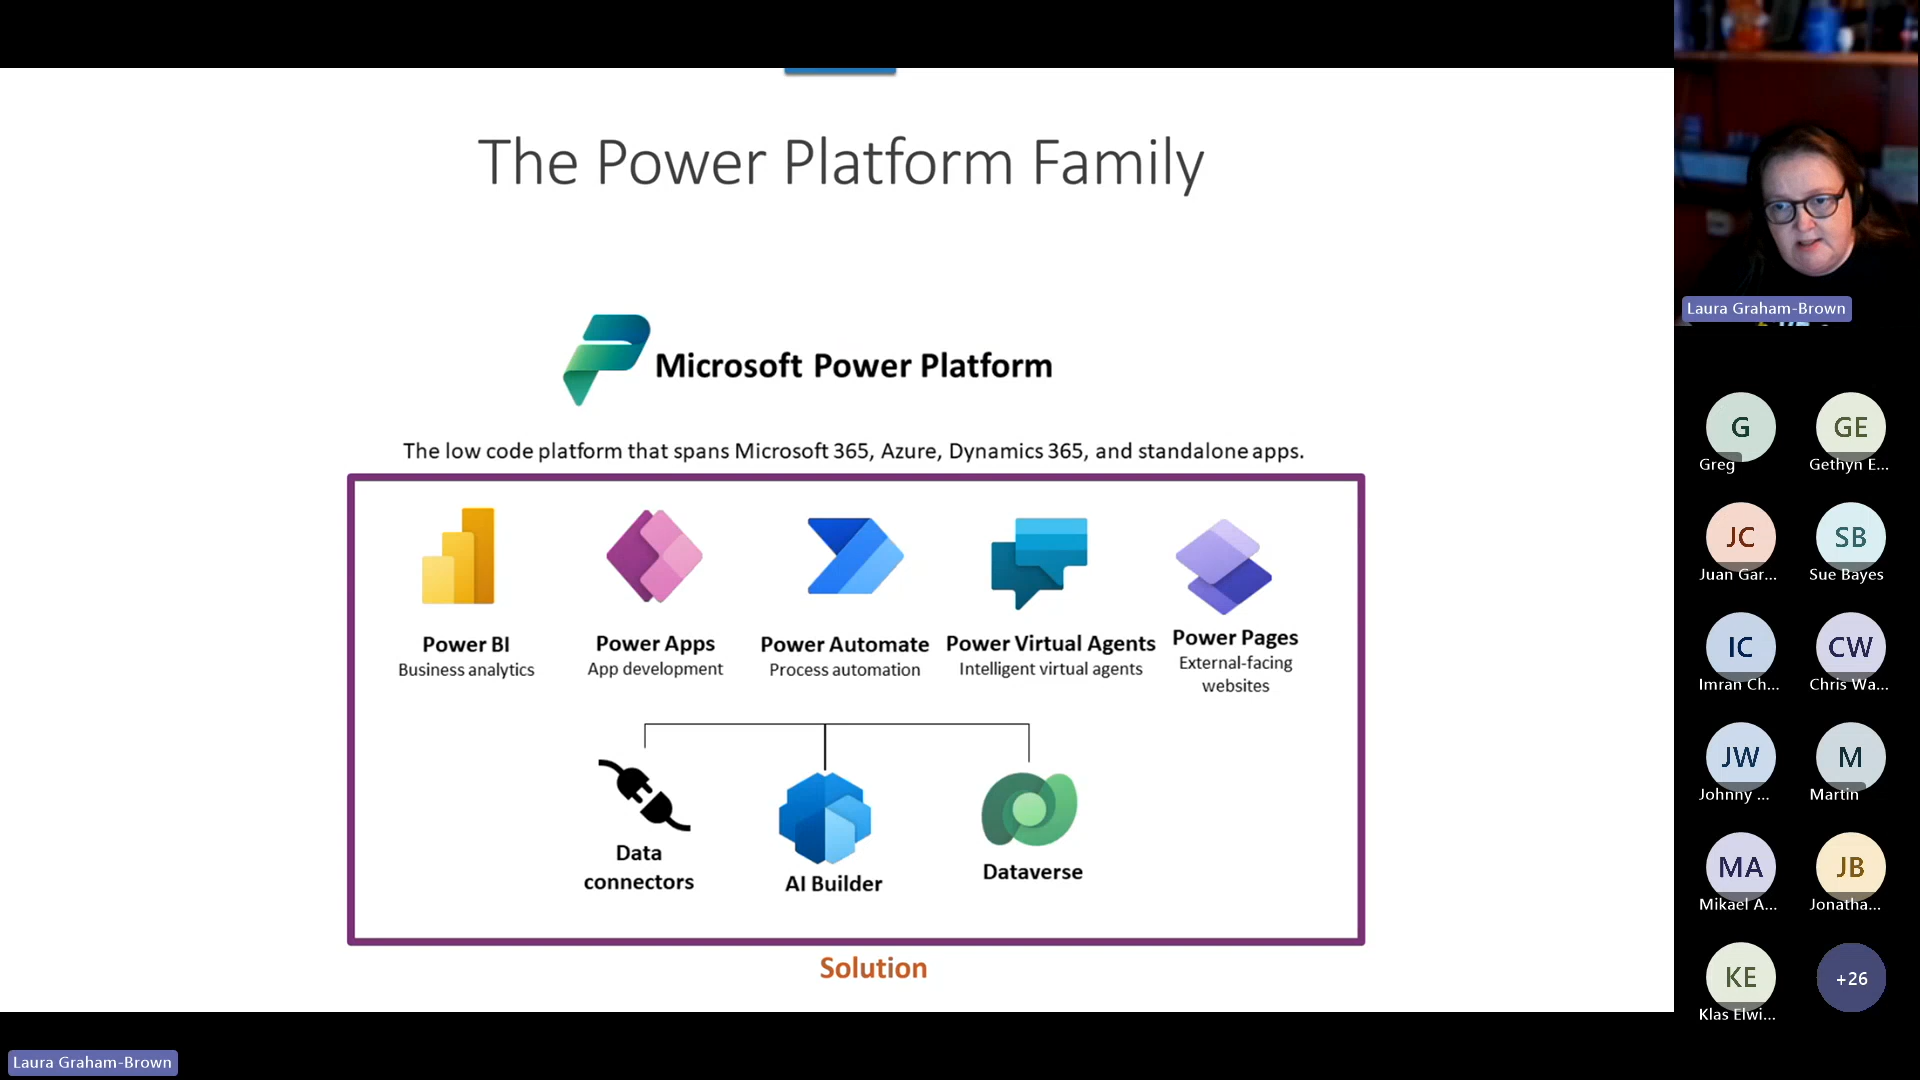 The Power Platform Family
Microsoft Power Platform
The low code platform that spans Microsoft 365, Azure, Dynamics 365, and standalone apps.
Power BI
Business analytics
Power Apps
App development
Power Automate
Process automation
Power Virtual Agents
Intelligent virtual agents
Power Pages
External-facing
websites
Data
connectors
AI Builder
Dataverse
Solution
Laura Graham-Brown
Laura Graham-Brown
G
Greg
GE
Gethyn E...
JC
Juan Gar...
SB
Sue Bayes
IC
Imran Ch...
CW
Chris Wa...
JW
Johnny ...
M
Martin
MA
Mikael A...
JB
Jonatha...
KE
Klas Elwi...
+26